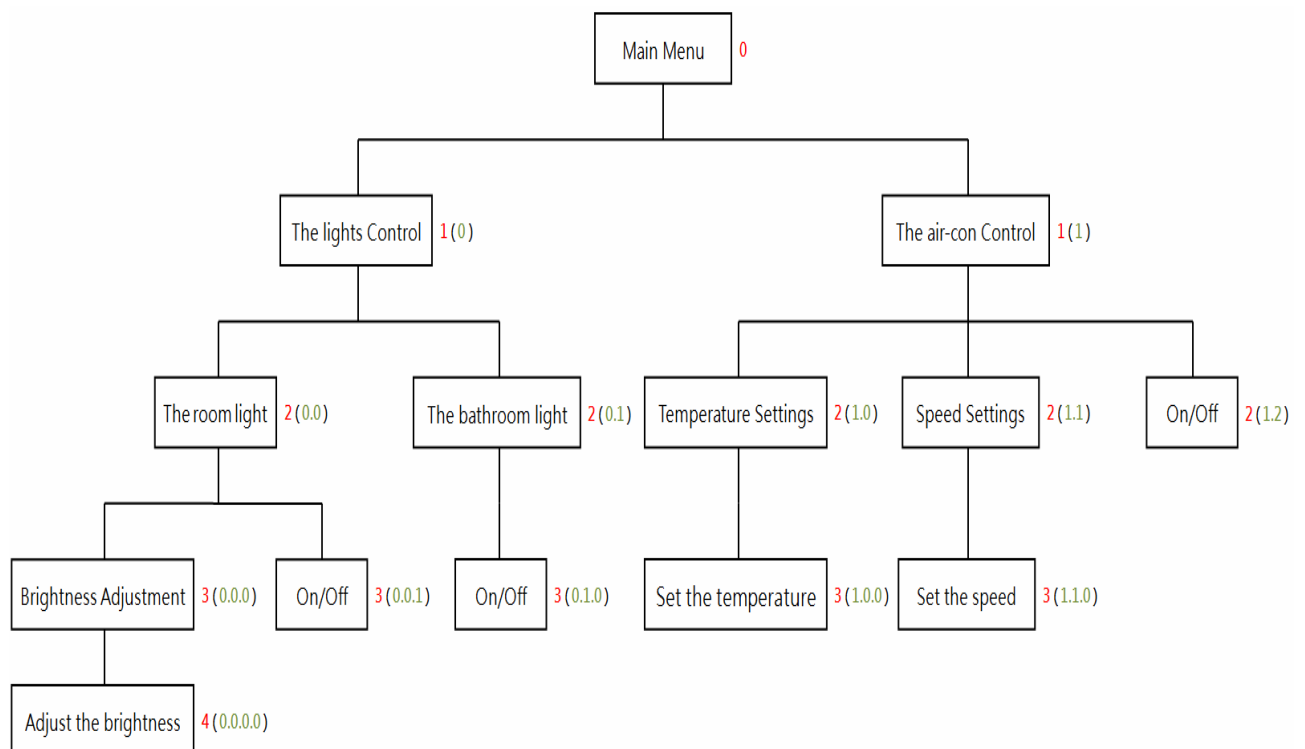 Main Menu 0
The lights Control 1(0)
The air-con Control 1(1)
The room light 2(0.0)
The bathroom light 2(0.1)
Temperature Settings 2(1.0)
Speed Settings 2(1.1)
On/Off 2(1.2)
Brightness Adjustment 3(0.0.0)
On/Off 3(0.0.1)
On/Off 3(0.1.0)
Set the temperature 3(1.0.0)
Set the speed 3(1.1.0)
Adjust the brightness 4(0.0.0.0)